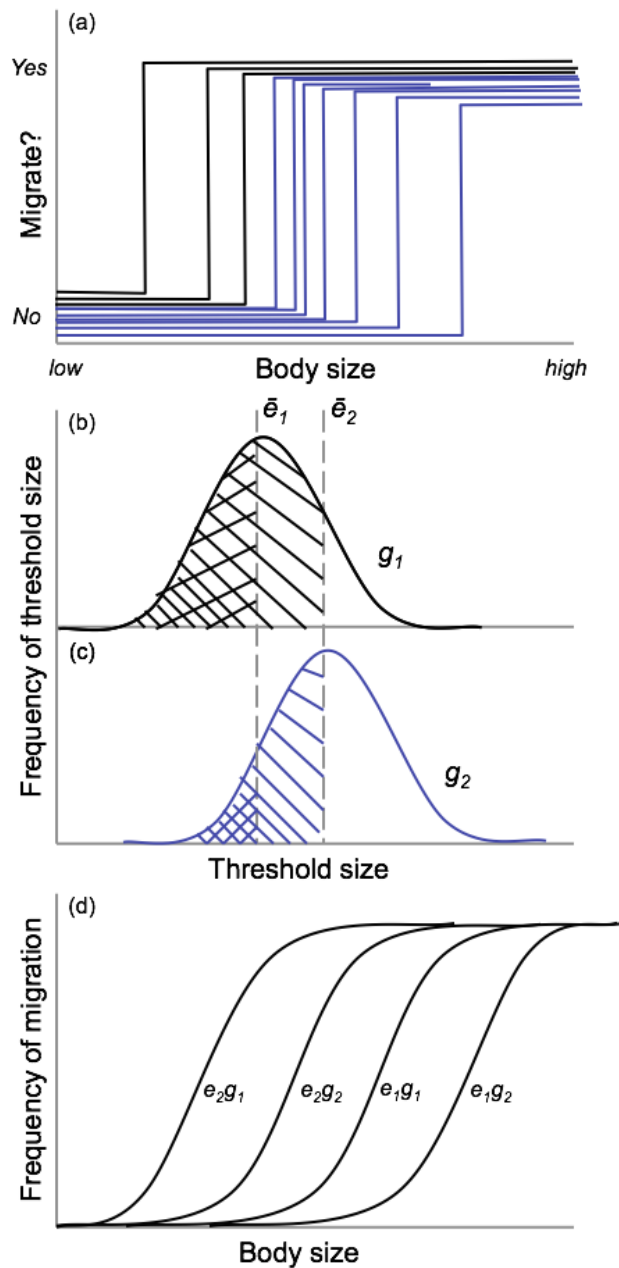 (a)
Yes
Migrate?
No
low
Body size
high
(b)
ē₁
ē₂
g₁
Frequency of threshold size
(c)
g₂
Threshold size
(d)
Frequency of migration
e₂g₁
e₂g₂
e₁g₁
e₁g₂
Body size